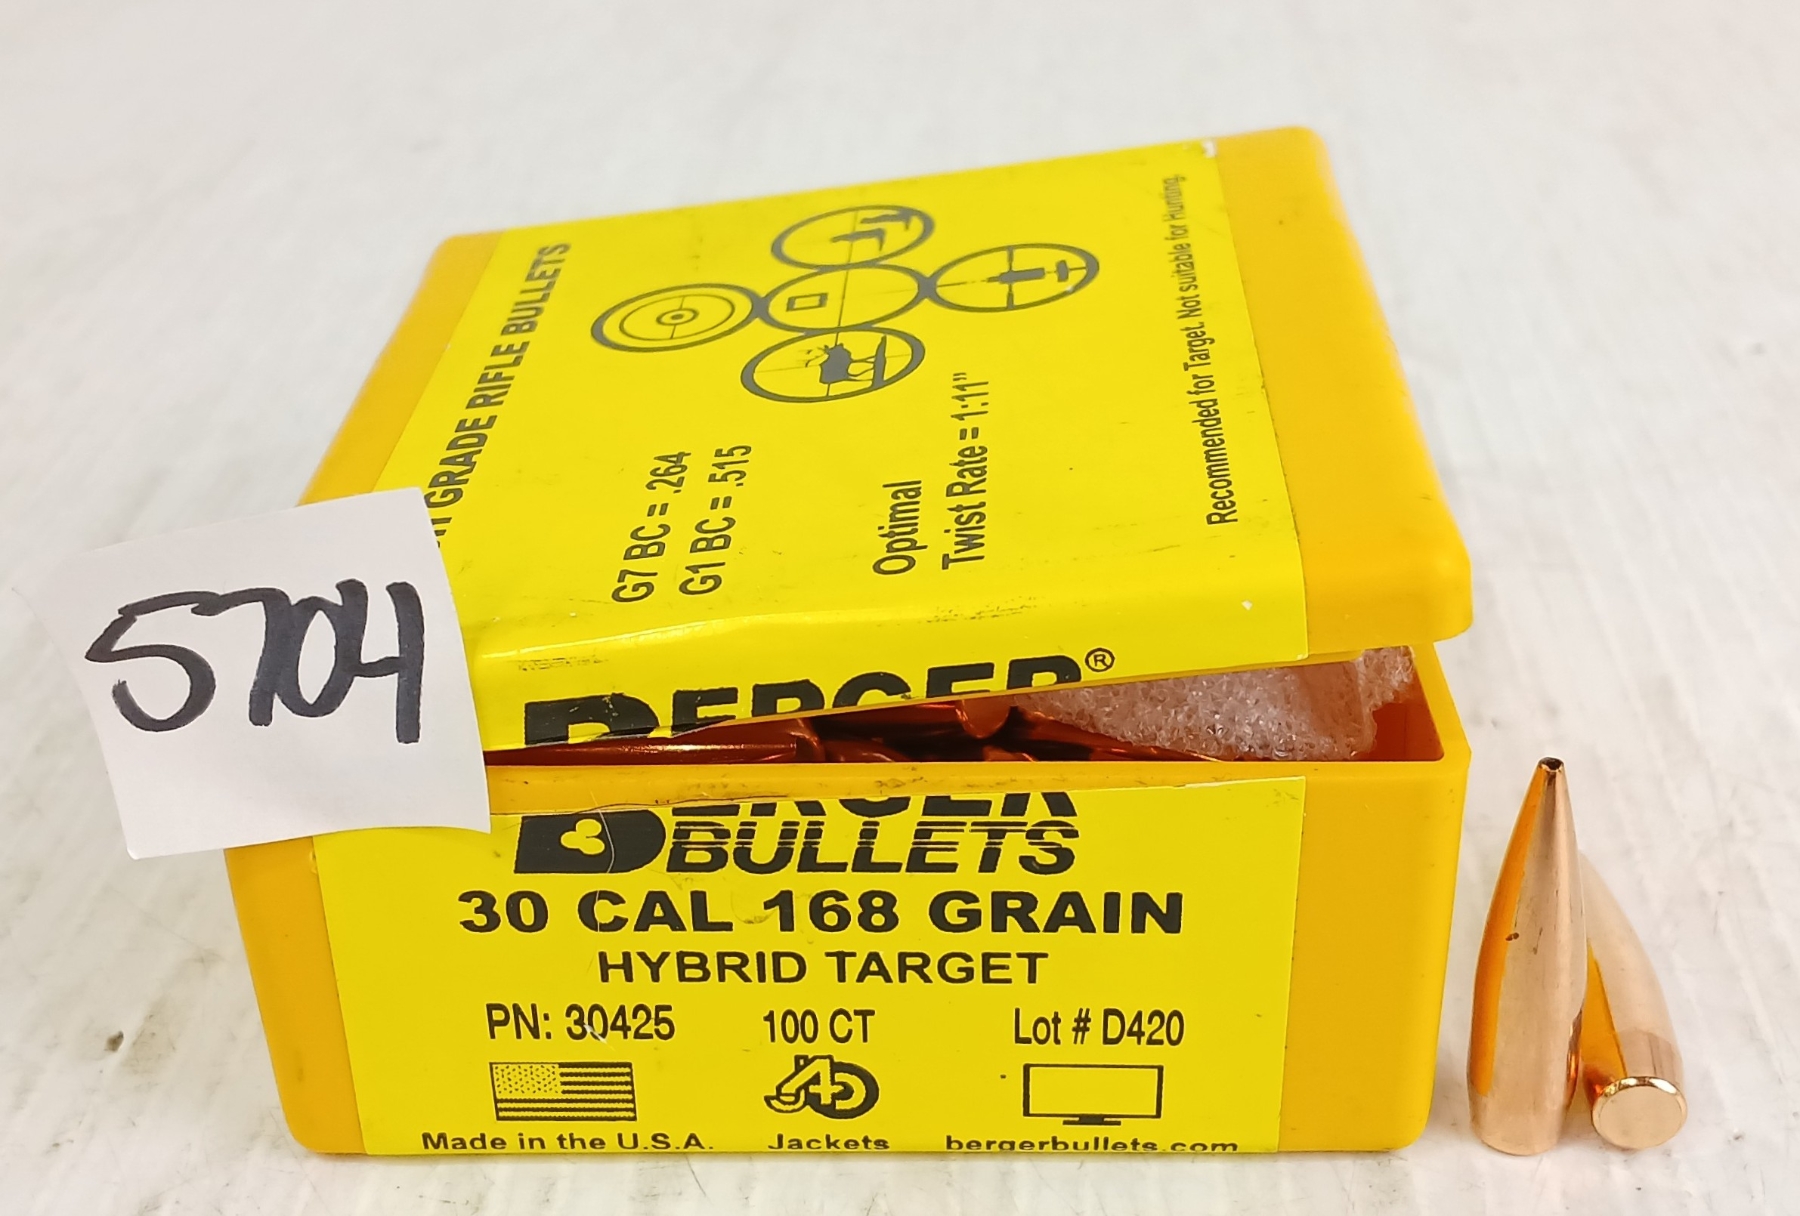 5704
GRADE RIFLE BULLETS
G7 BC = .264
G1 BC = .515
Optimal
Twist Rate = 1:11"
Recommended for Target. Not suitable for Hunting.
BERGER®
BERGER
BULLETS
30 CAL 168 GRAIN
HYBRID TARGET
PN: 30425
100 CT
Lot # D420
J4
Made in the U.S.A.
Jackets
bergerbullets.com